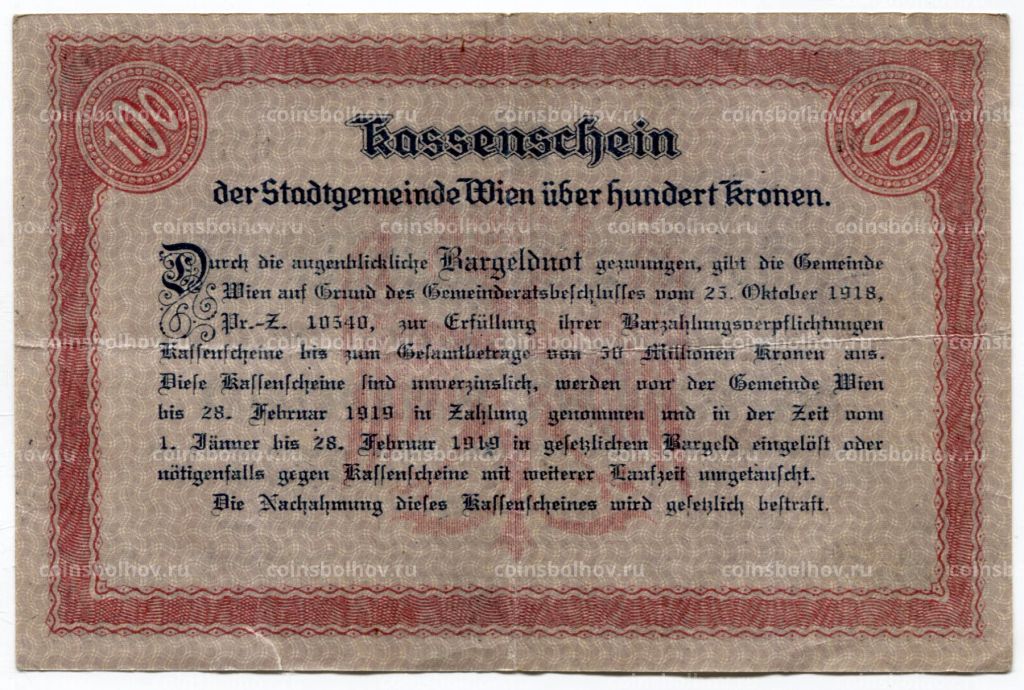 100
100
Kassenschein
der Stadtgemeinde Wien über hundert Kronen.
Durch die augenblickliche Bargeldnot gezwungen, gibt die Gemeinde
Wien auf Grund des Gemeinderatsbeschlusses vom 25. Oktober 1918,
Pr.-Z. 10540, zur Erfüllung ihrer Barzahlungsverpflichtungen
Kassenscheine bis zum Gesamtbetrage von 50 Millionen Kronen aus.
Diese Kassenscheine sind unverzinslich, werden von der Gemeinde Wien
bis 28. Februar 1919 in Zahlung genommen und in der Zeit vom
1. Jänner bis 28. Februar 1919 in gesetzlichem Bargeld eingelöst oder
nötigenfalls gegen Kassenscheine mit weiterer Laufzeit umgetauscht.
Die Nachahmung dieses Kassenscheines wird gesetzlich bestraft.
coinsbolhov.ru